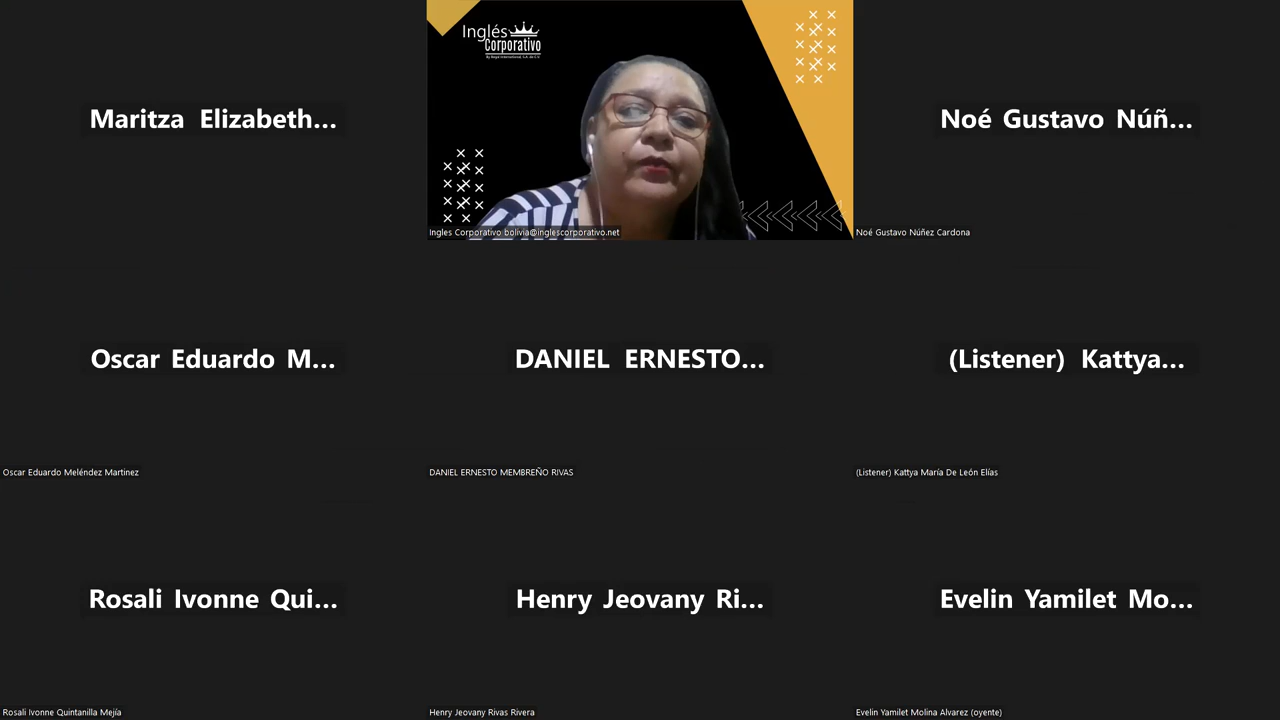 Maritza Elizabeth...
Inglés
Corporativo
Ingles Corporativo bolivia@inglescorporativo.net
Noé Gustavo Núñ...
Noé Gustavo Núñez Cardona
Oscar Eduardo M...
Oscar Eduardo Meléndez Martinez
DANIEL ERNESTO...
DANIEL ERNESTO MEMBREÑO RIVAS
(Listener) Kattya...
(Listener) Kattya María De León Elías
Rosali Ivonne Qui...
Rosali Ivonne Quintanilla Mejía
Henry Jeovany Ri...
Henry Jeovany Rivas Rivera
Evelin Yamilet Mo...
Evelin Yamilet Molina Alvarez (oyente)